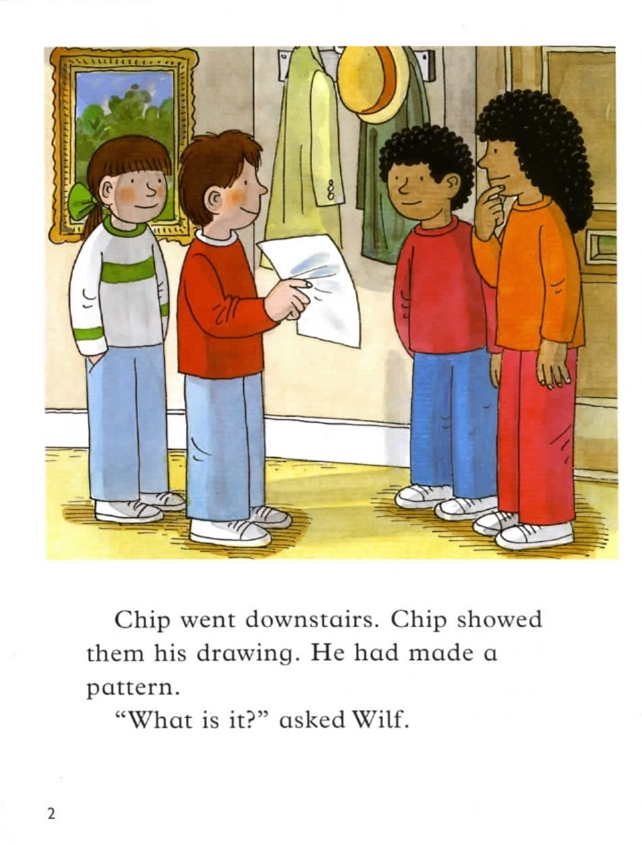 Chip went downstairs. Chip showed
them his drawing. He had made a
pattern.
“What is it?” asked Wilf.
2